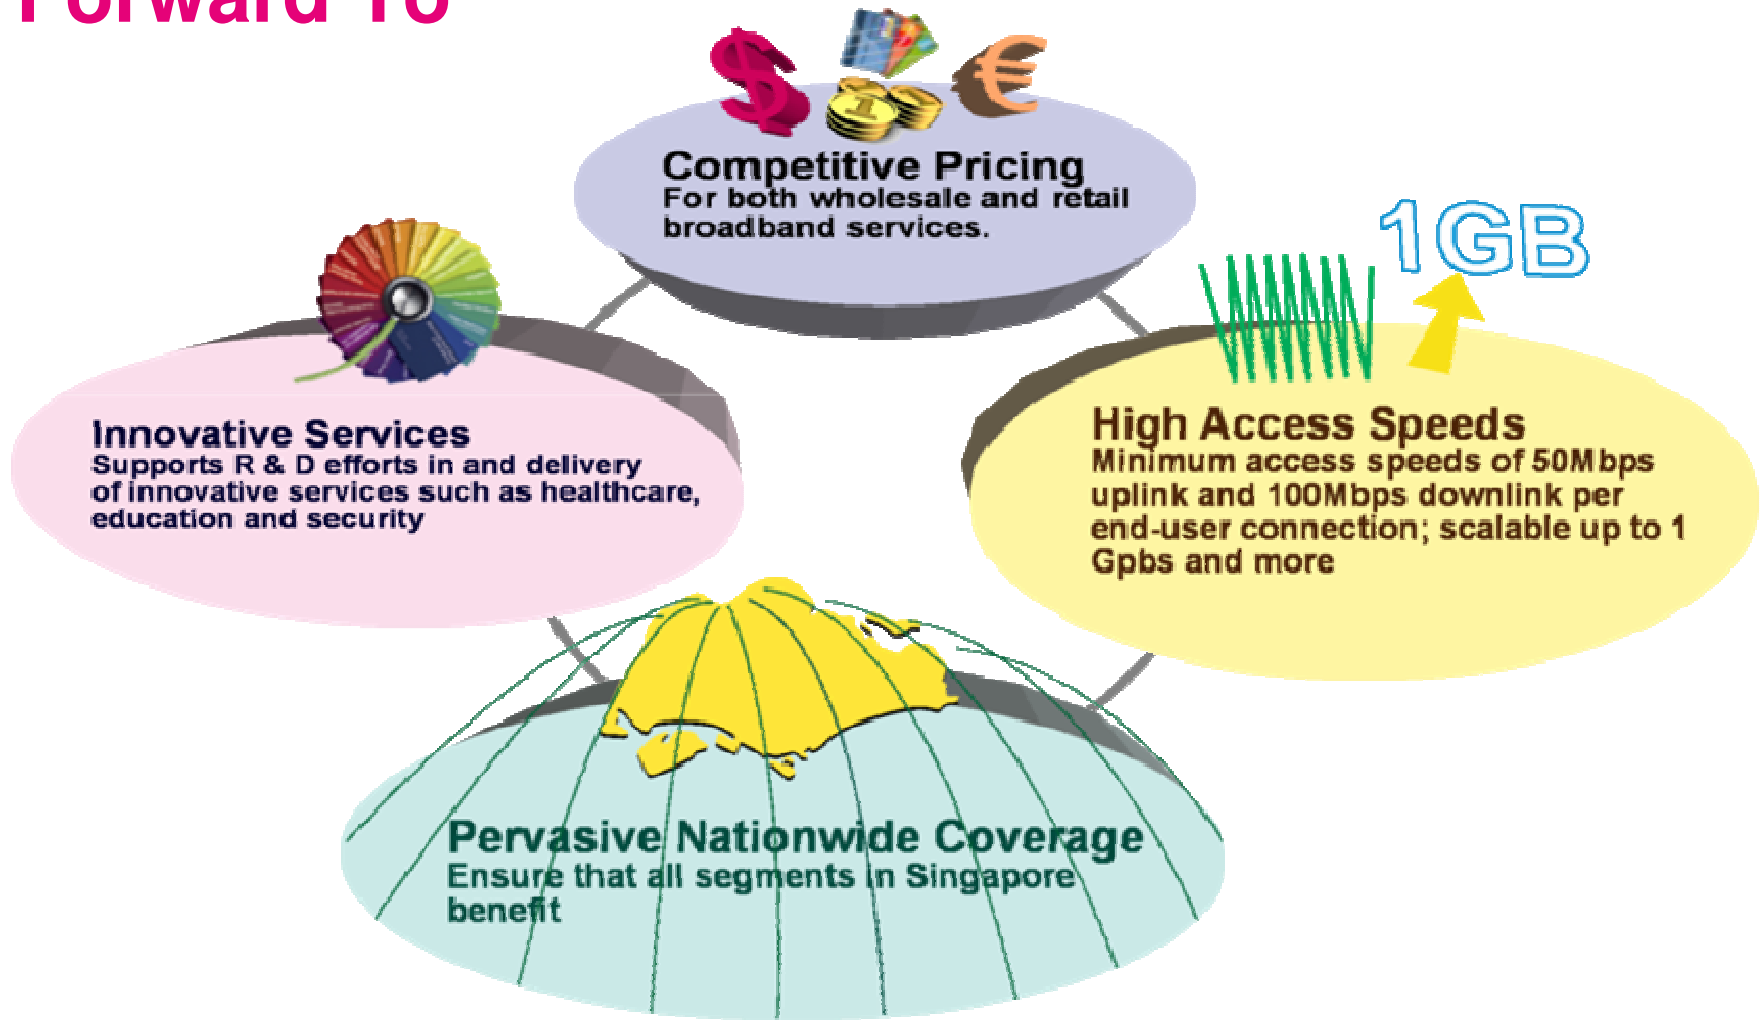 Forward To
Competitive Pricing
For both wholesale and retail
broadband services.
1GB
Innovative Services
Supports R & D efforts in and delivery
of innovative services such as healthcare,
education and security
High Access Speeds
Minimum access speeds of 50Mbps
uplink and 100Mbps downlink per
end-user connection; scalable up to 1
Gpbs and more
Pervasive Nationwide Coverage
Ensure that all segments in Singapore
benefit